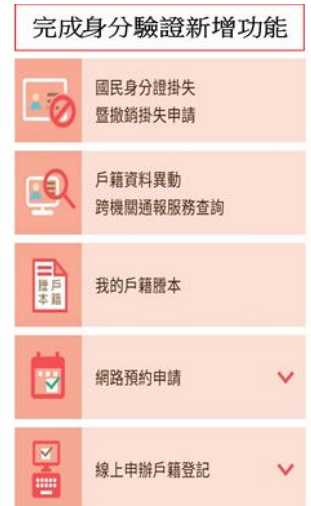 完成身分驗證新增功能
國民身分證掛失
暨撤銷掛失申請
戶籍資料異動
跨機關通報服務查詢
戶籍
謄本
我的戶籍謄本
網路預約申請
線上申辦戶籍登記